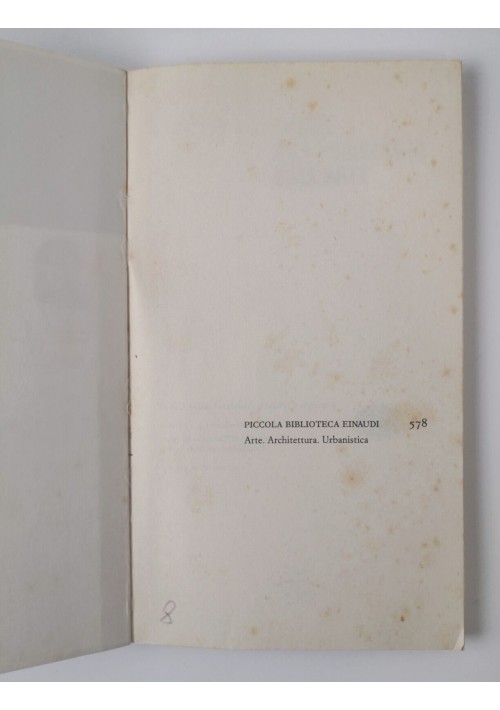 PICCOLA BIBLIOTECA EINAUDI 578
Arte. Architettura. Urbanistica
8